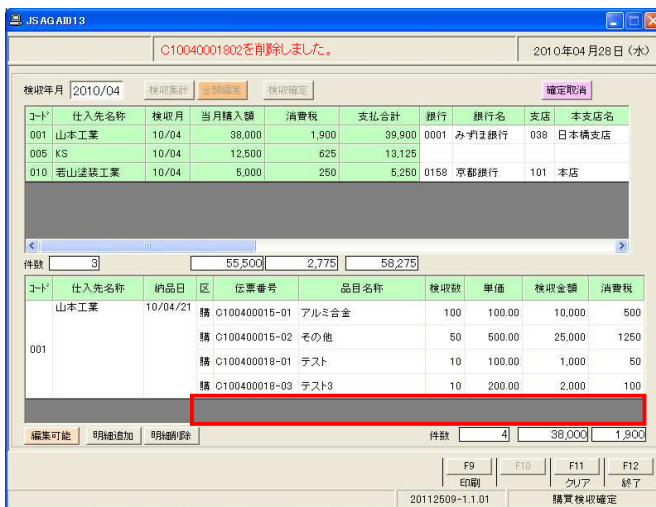 JSAGAI013
C10040001802を削除しました。 2010年04月28日(水)
検収年月 2010/04 検収集計 金額編集 検収確定 確定取消
コード 仕入先名称 検収月 当月購入額 消費税 支払合計 銀行 銀行名 支店 本支店名
001 山本工業 10/04 38,000 1,900 39,900 0001 みずほ銀行 038 日本橋支店
005 KS 10/04 12,500 625 13,125
010 若山塗装工業 10/04 5,000 250 5,250 0158 京都銀行 101 本店
件数 3 55,500 2,775 58,275
コード 仕入先名称 納品日 区 伝票番号 品目名称 検収数 単価 検収金額 消費税
001 山本工業 10/04/21 購 C100400015-01 アルミ合金 100 100.00 10,000 500
購 C100400015-02 その他 50 500.00 25,000 1250
購 C100400018-01 テスト 10 100.00 1,000 50
購 C100400018-03 テスト3 10 200.00 2,000 100
編集可能 明細追加 明細削除 件数 4 38,000 1,900
F9 F10 F11 F12
印刷 クリア 終了
20112509-1.1.01 購買検収確定